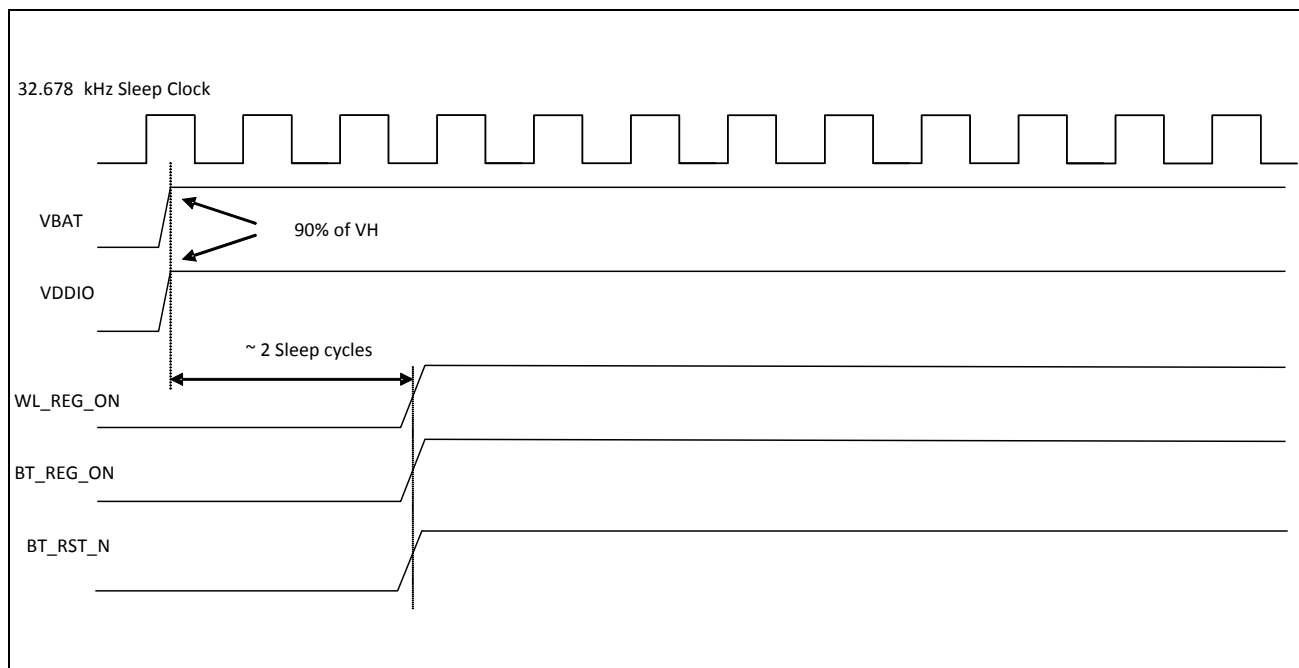 32.678 kHz Sleep Clock
VBAT
90% of VH
VDDIO
~ 2 Sleep cycles
WL_REG_ON
BT_REG_ON
BT_RST_N